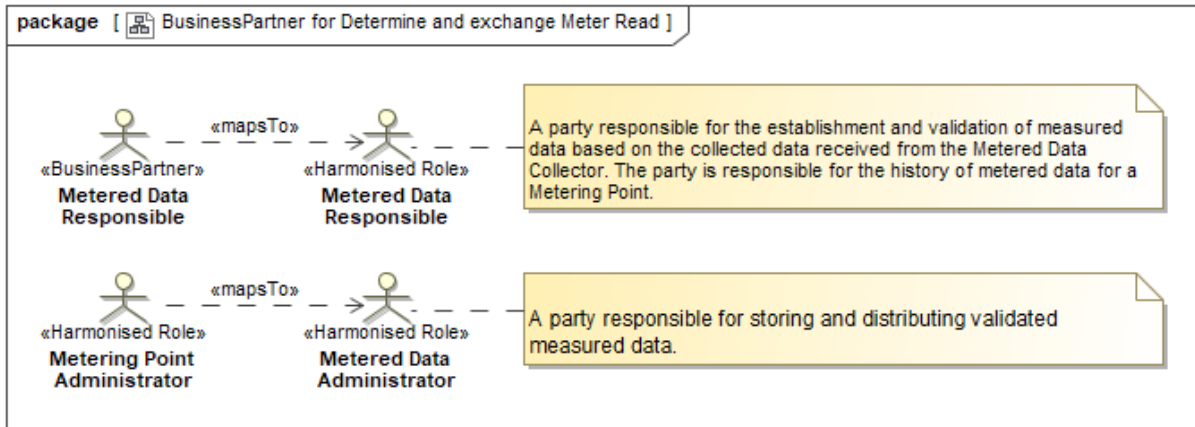 package [ BusinessPartner for Determine and exchange Meter Read ]
«mapsTo»
«BusinessPartner»
Metered Data
Responsible
«Harmonised Role»
Metered Data
Responsible
A party responsible for the establishment and validation of measured
data based on the collected data received from the Metered Data
Collector. The party is responsible for the history of metered data for a
Metering Point.
«mapsTo»
«Harmonised Role»
Metering Point
Administrator
«Harmonised Role»
Metered Data
Administrator
A party responsible for storing and distributing validated
measured data.